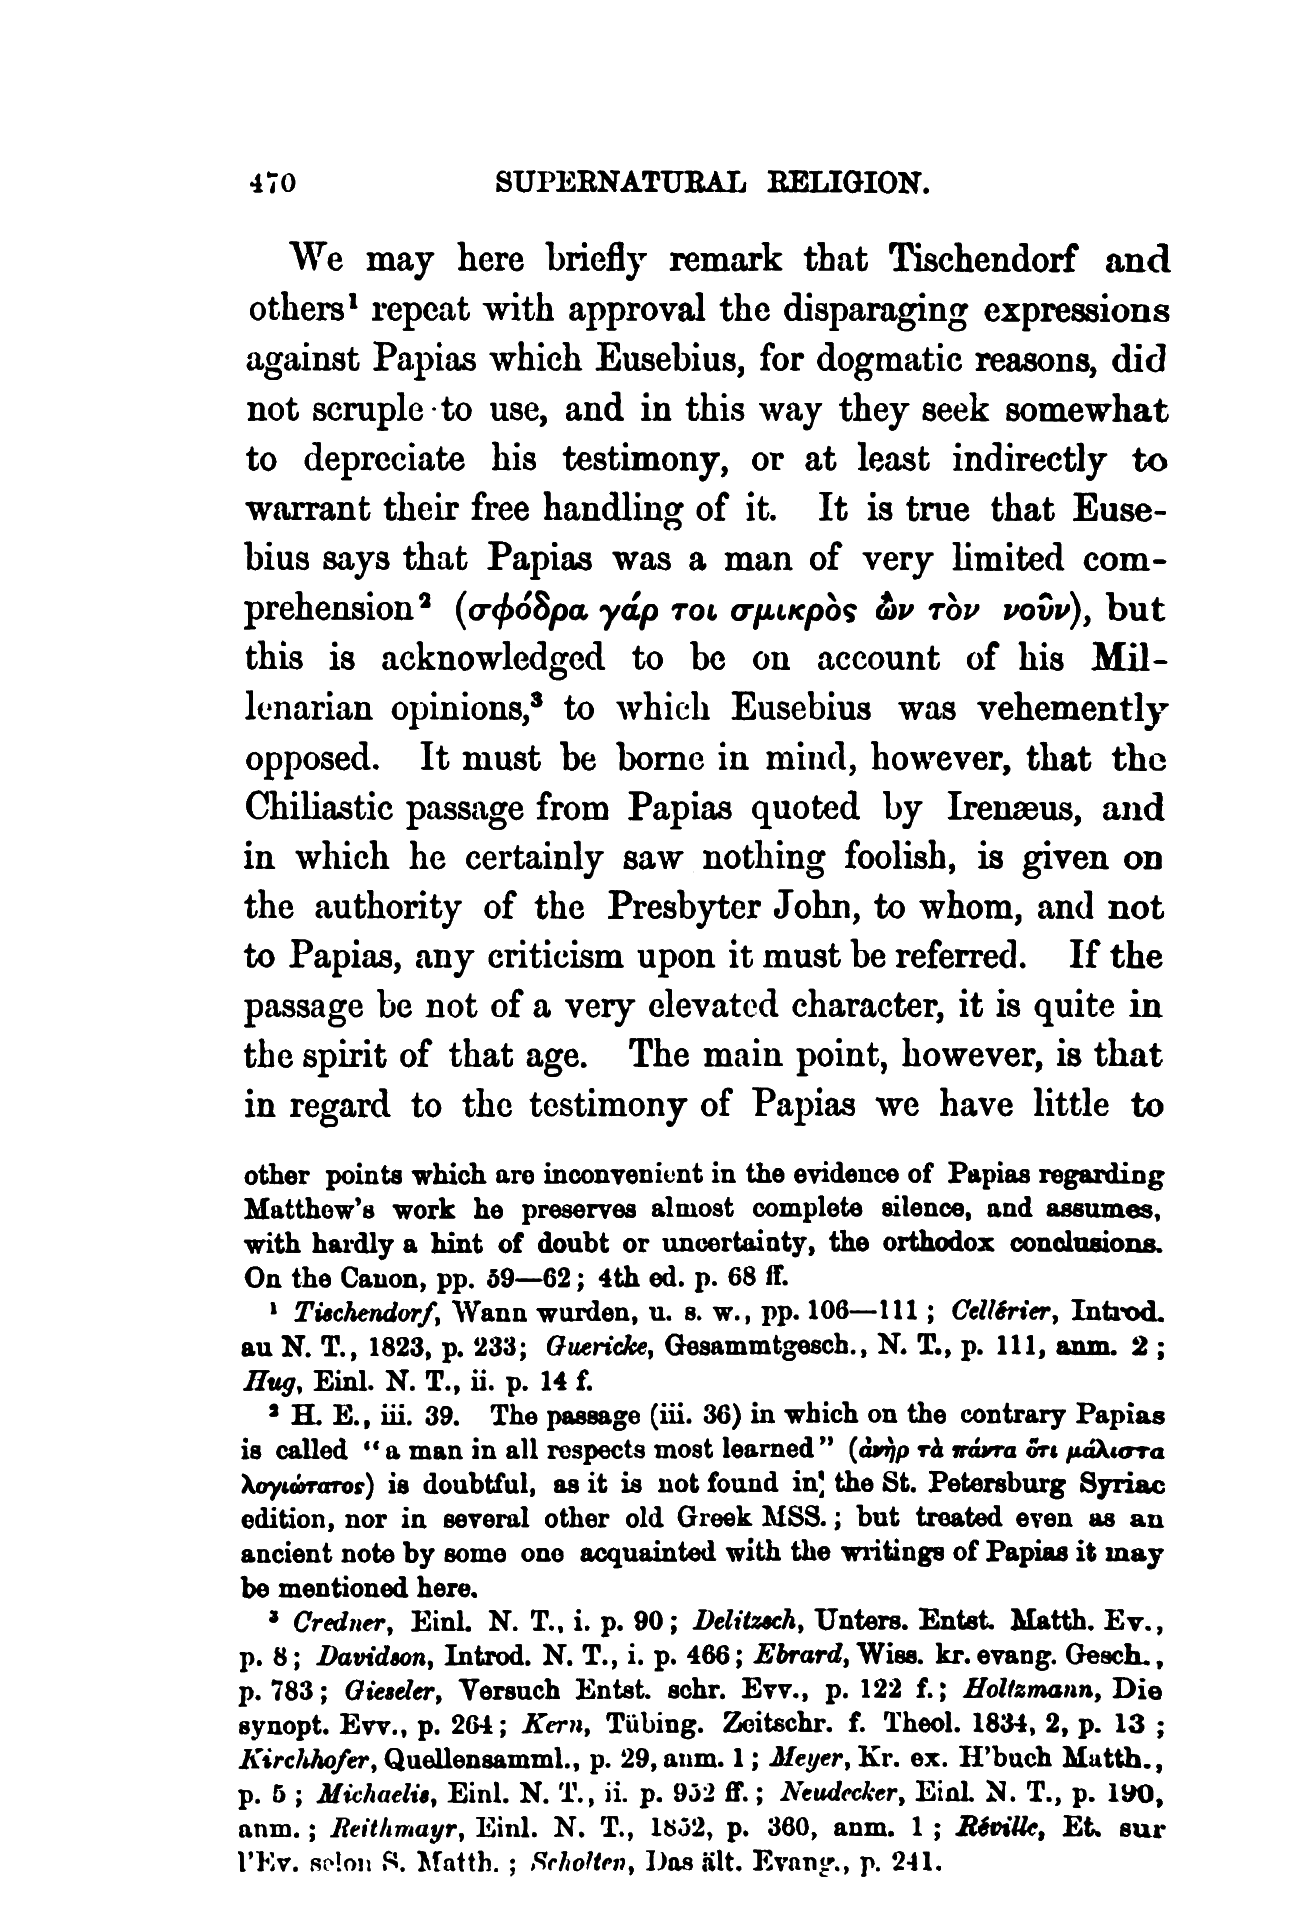 470 SUPERNATURAL RELIGION.
We may here briefly remark that Tischendorf and
others¹ repeat with approval the disparaging expressions
against Papias which Eusebius, for dogmatic reasons, did
not scruple to use, and in this way they seek somewhat
to depreciate his testimony, or at least indirectly to
warrant their free handling of it. It is true that Euse-
bius says that Papias was a man of very limited com-
prehension² (σφόδρα γάρ τοι σμικρὸς ὢν τὸν νοῦν), but
this is acknowledged to be on account of his Mil-
lenarian opinions,³ to which Eusebius was vehemently
opposed. It must be borne in mind, however, that the
Chiliastic passage from Papias quoted by Irenæus, and
in which he certainly saw nothing foolish, is given on
the authority of the Presbyter John, to whom, and not
to Papias, any criticism upon it must be referred. If the
passage be not of a very elevated character, it is quite in
the spirit of that age. The main point, however, is that
in regard to the testimony of Papias we have little to
other points which are inconvenient in the evidence of Papias regarding
Matthew's work he preserves almost complete silence, and assumes,
with hardly a hint of doubt or uncertainty, the orthodox conclusions.
On the Canon, pp. 59—62; 4th ed. p. 68 ff.
¹ Tischendorf, Wann wurden, u. s. w., pp. 106—111; Cellérier, Introd.
au N. T., 1823, p. 233; Guericke, Gesammtgesch., N. T., p. 111, anm. 2;
Hug, Einl. N. T., ii. p. 14 f.
² H. E., iii. 39. The passage (iii. 36) in which on the contrary Papias
is called "a man in all respects most learned" (ἀνὴρ τὰ πάντα ὅτι μάλιστα
λογιώτατος) is doubtful, as it is not found in the St. Petersburg Syriac
edition, nor in several other old Greek MSS.; but treated even as an
ancient note by some one acquainted with the writings of Papias it may
be mentioned here.
³ Credner, Einl. N. T., i. p. 90; Delitzsch, Unters. Entst. Matth. Ev.,
p. 8; Davidson, Introd. N. T., i. p. 466; Ebrard, Wiss. kr. evang. Gesch.,
p. 783; Gieseler, Versuch Entst. schr. Evv., p. 122 f.; Holtzmann, Die
synopt. Evv., p. 264; Kern, Tübing. Zeitschr. f. Theol. 1834, 2, p. 13;
Kirchhofer, Quellensamml., p. 29, anm. 1; Meyer, Kr. ex. H'buch Matth.,
p. 5; Michaelis, Einl. N. T., ii. p. 952 ff.; Neudecker, Einl. N. T., p. 190,
anm.; Reithmayr, Einl. N. T., 1852, p. 360, anm. 1; Réville, Et. sur
l'Ev. selon S. Matth.; Scholten, Das ält. Evang., p. 241.